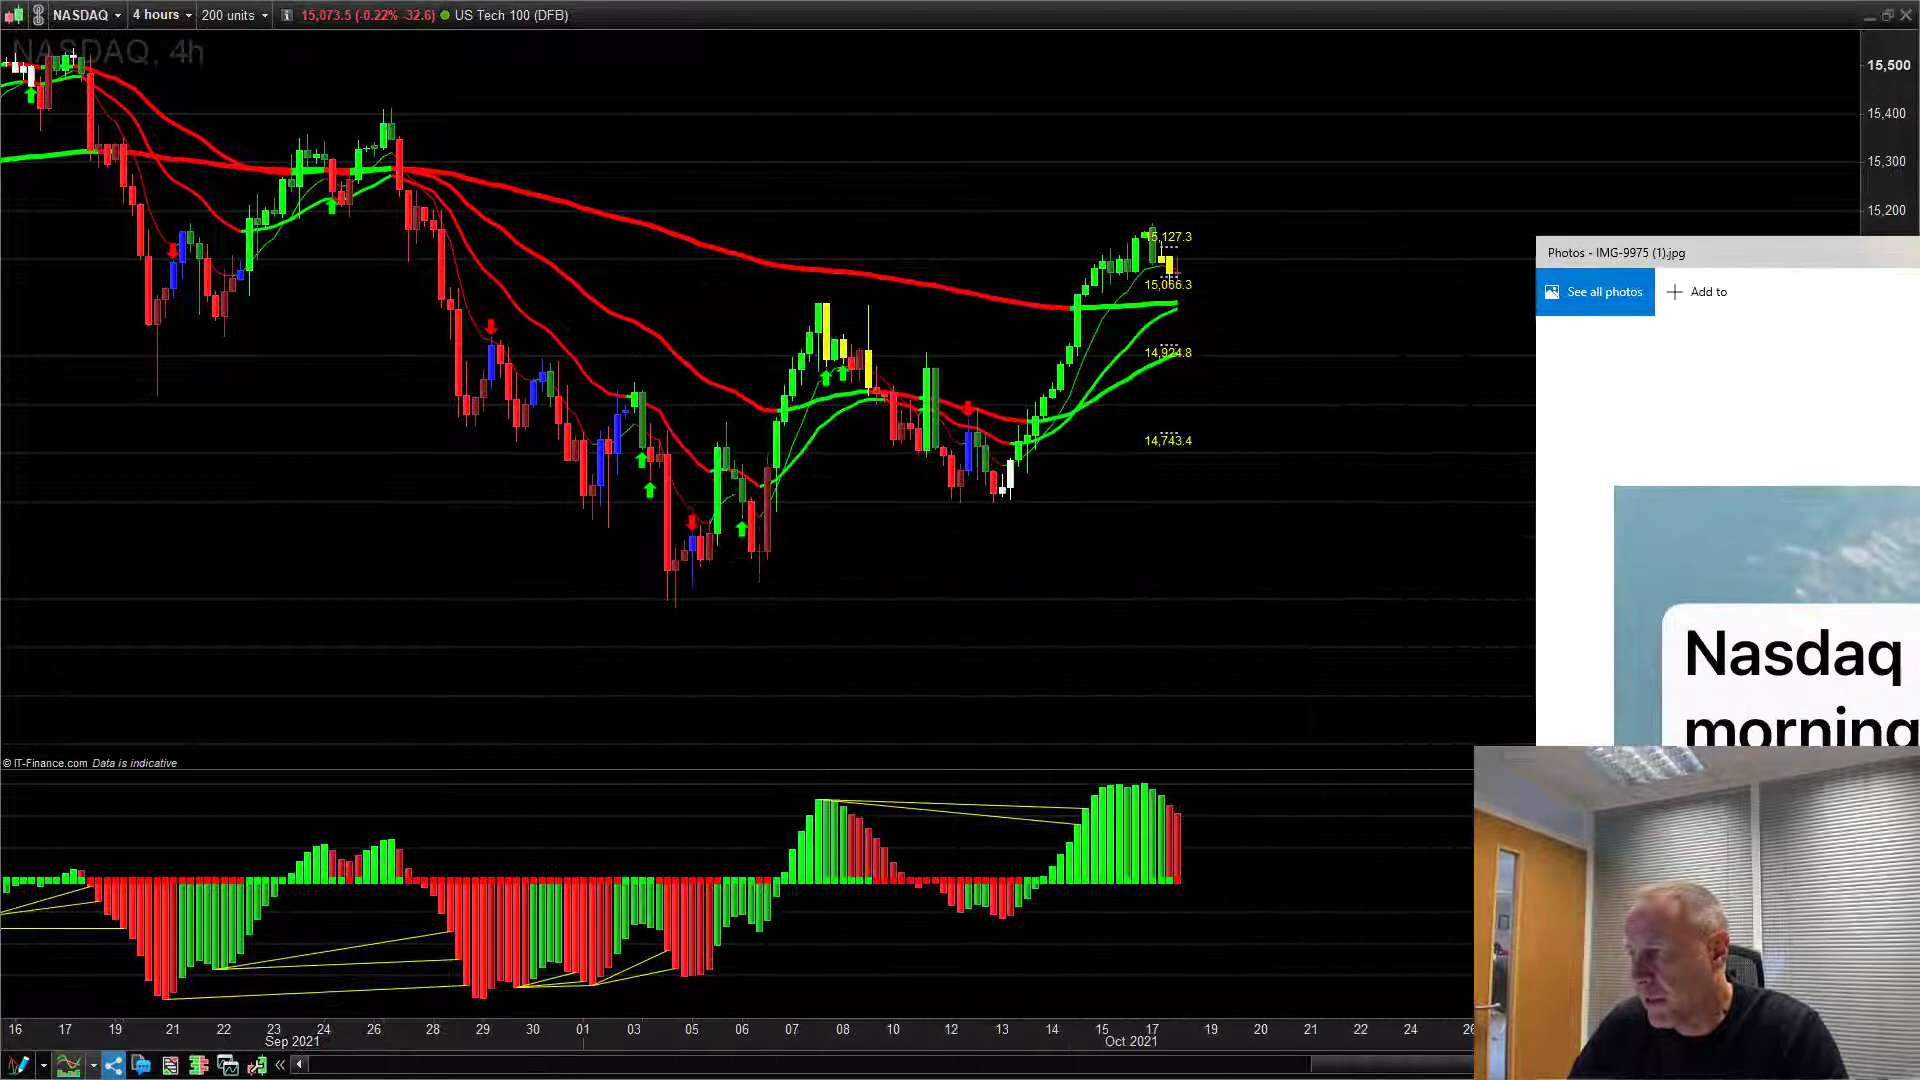 NASDAQ 4 hours 200 units 15,073.5 (-0.22% -32.6) US Tech 100 (DFB)
NASDAQ, 4h
15,500
15,400
15,300
15,200
15,127.3
15,066.3
14,924.8
14,743.4
Photos - IMG-9975 (1).jpg
See all photos Add to
Nasdaq
morning
© IT-Finance.com Data is indicative
16 17 19 21 22 23 24 26 28 29 30 01 03 05 06 07 08 10 12 13 14 15 17 19 20 21 22 24 26
Sep 2021 Oct 2021